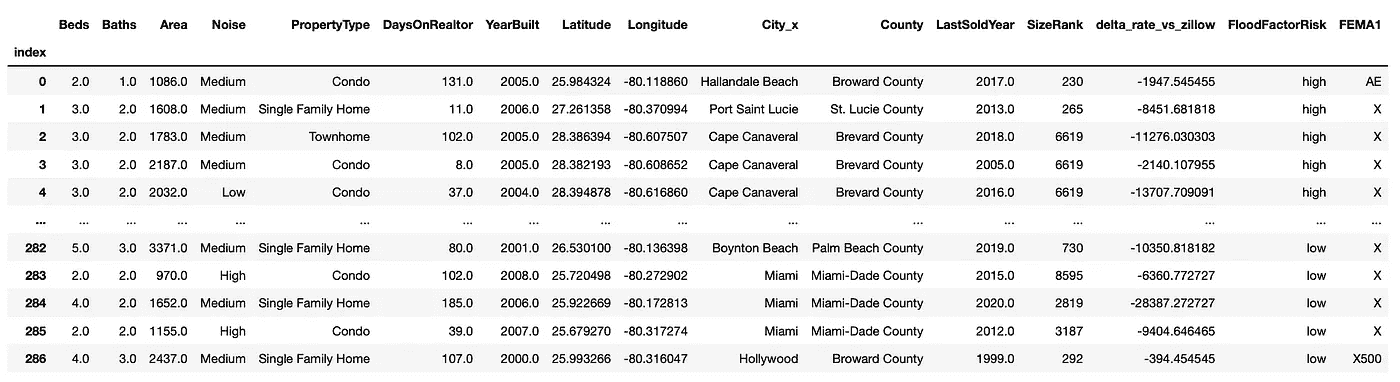 Beds Baths Area Noise PropertyType DaysOnRealtor YearBuilt Latitude Longitude City_x County LastSoldYear SizeRank delta_rate_vs_zillow FloodFactorRisk FEMA1
index
0 2.0 1.0 1086.0 Medium Condo 131.0 2005.0 25.984324 -80.118860 Hallandale Beach Broward County 2017.0 230 -1947.545455 high AE
1 3.0 2.0 1608.0 Medium Single Family Home 11.0 2006.0 27.261358 -80.370994 Port Saint Lucie St. Lucie County 2013.0 265 -8451.681818 high X
2 3.0 2.0 1783.0 Medium Townhome 102.0 2005.0 28.386394 -80.607507 Cape Canaveral Brevard County 2018.0 6619 -11276.030303 high X
3 3.0 2.0 2187.0 Medium Condo 8.0 2005.0 28.382193 -80.608652 Cape Canaveral Brevard County 2005.0 6619 -2140.107955 high X
4 3.0 2.0 2032.0 Low Condo 37.0 2004.0 28.394878 -80.616860 Cape Canaveral Brevard County 2016.0 6619 -13707.709091 high X
... ... ... ... ... ... ... ... ... ... ... ... ... ... ... ... ...
282 5.0 3.0 3371.0 Medium Single Family Home 80.0 2001.0 26.530100 -80.136398 Boynton Beach Palm Beach County 2019.0 730 -10350.818182 low X
283 2.0 2.0 970.0 High Condo 102.0 2008.0 25.720498 -80.272902 Miami Miami-Dade County 2015.0 8595 -6360.772727 low X
284 4.0 2.0 1652.0 Medium Single Family Home 185.0 2006.0 25.922669 -80.172813 Miami Miami-Dade County 2020.0 2819 -28387.272727 low X
285 2.0 2.0 1155.0 High Condo 39.0 2007.0 25.679270 -80.317274 Miami Miami-Dade County 2012.0 3187 -9404.646465 low X
286 4.0 3.0 2437.0 Medium Single Family Home 107.0 2000.0 25.993266 -80.316047 Hollywood Broward County 1999.0 292 -394.454545 low X500